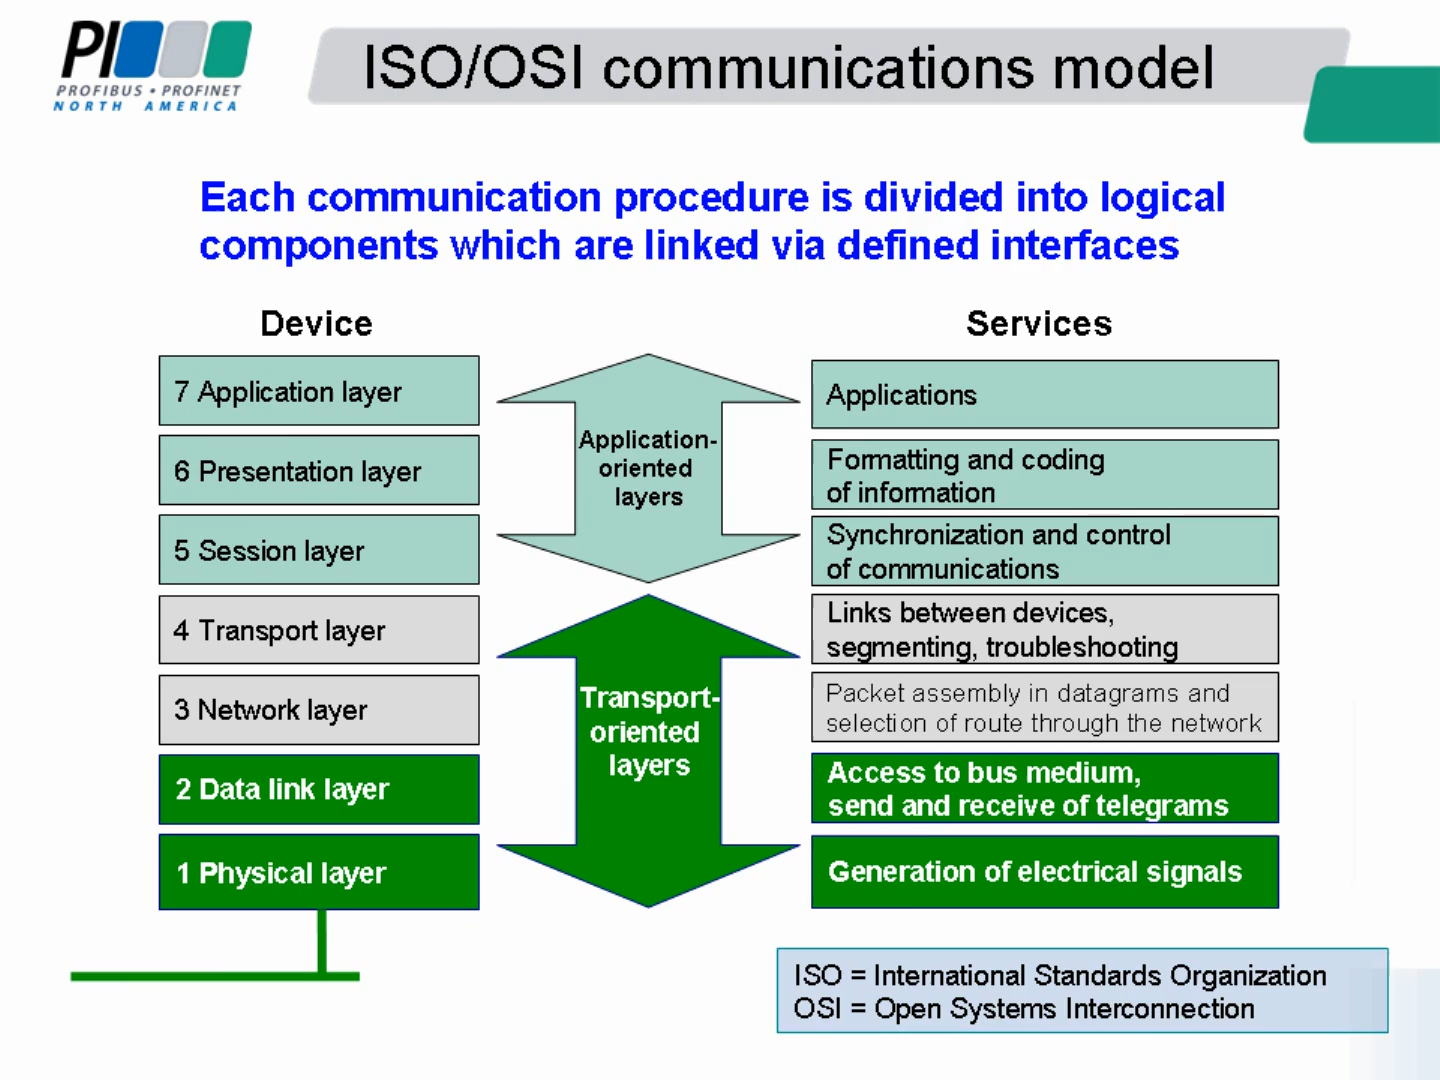 PI
PROFIBUS • PROFINET
NORTH AMERICA
ISO/OSI communications model
Each communication procedure is divided into logical
components which are linked via defined interfaces
Device
Services
7 Application layer
6 Presentation layer
5 Session layer
4 Transport layer
3 Network layer
2 Data link layer
1 Physical layer
Application-
oriented
layers
Transport-
oriented
layers
Applications
Formatting and coding
of information
Synchronization and control
of communications
Links between devices,
segmenting, troubleshooting
Packet assembly in datagrams and
selection of route through the network
Access to bus medium,
send and receive of telegrams
Generation of electrical signals
ISO = International Standards Organization
OSI = Open Systems Interconnection